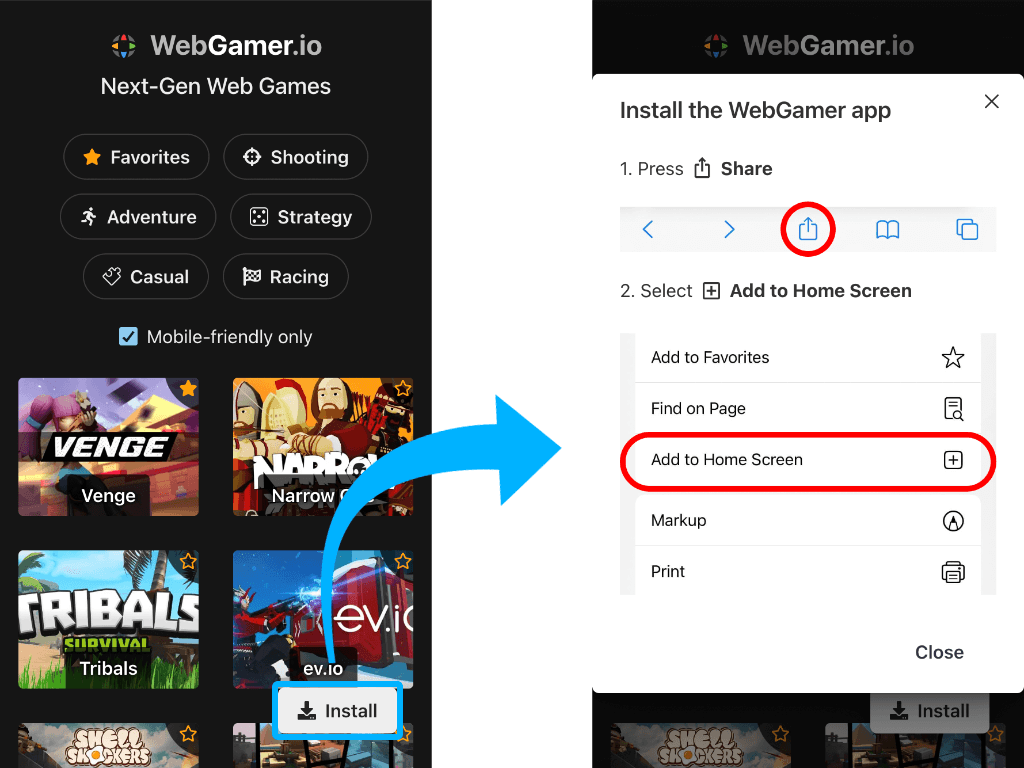 WebGamer.io
Next-Gen Web Games
Favorites
Shooting
Adventure
Strategy
Casual
Racing
Mobile-friendly only
VENGE
Venge
NARROW
Narrow
TRIBALS
SURVIVAL
Tribals
ev.io
ev.io
Install
SHELL
SHOCKERS
WebGamer.io
Install the WebGamer app
1. Press Share
2. Select Add to Home Screen
Add to Favorites
Find on Page
Add to Home Screen
Markup
Print
Close
Install
SHELL
SHOCKERS